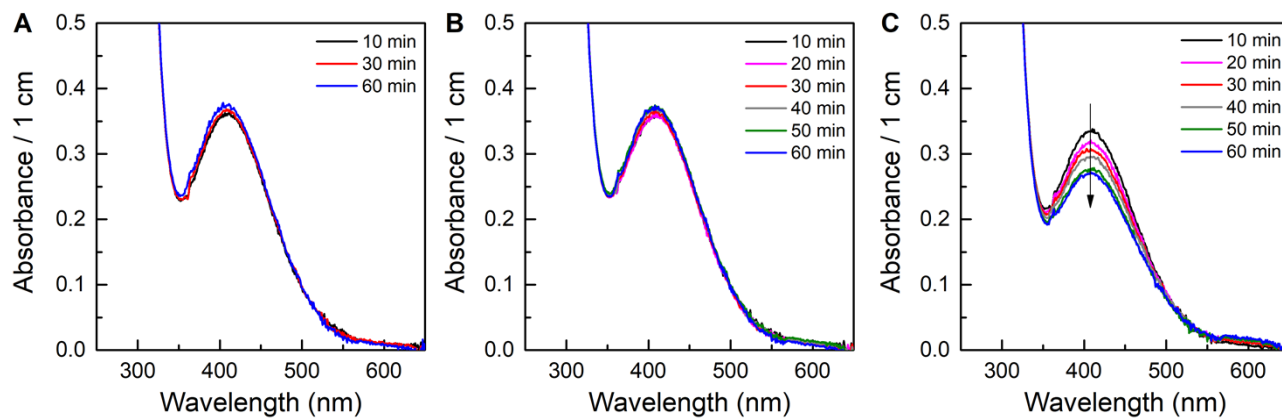 A
Absorbance / 1 cm
0.5
0.4
0.3
0.2
0.1
0.0
10 min
30 min
60 min
300 400 500 600
Wavelength (nm)
B
Absorbance / 1 cm
0.5
0.4
0.3
0.2
0.1
0.0
10 min
20 min
30 min
40 min
50 min
60 min
300 400 500 600
Wavelength (nm)
C
Absorbance / 1 cm
0.5
0.4
0.3
0.2
0.1
0.0
10 min
20 min
30 min
40 min
50 min
60 min
300 400 500 600
Wavelength (nm)